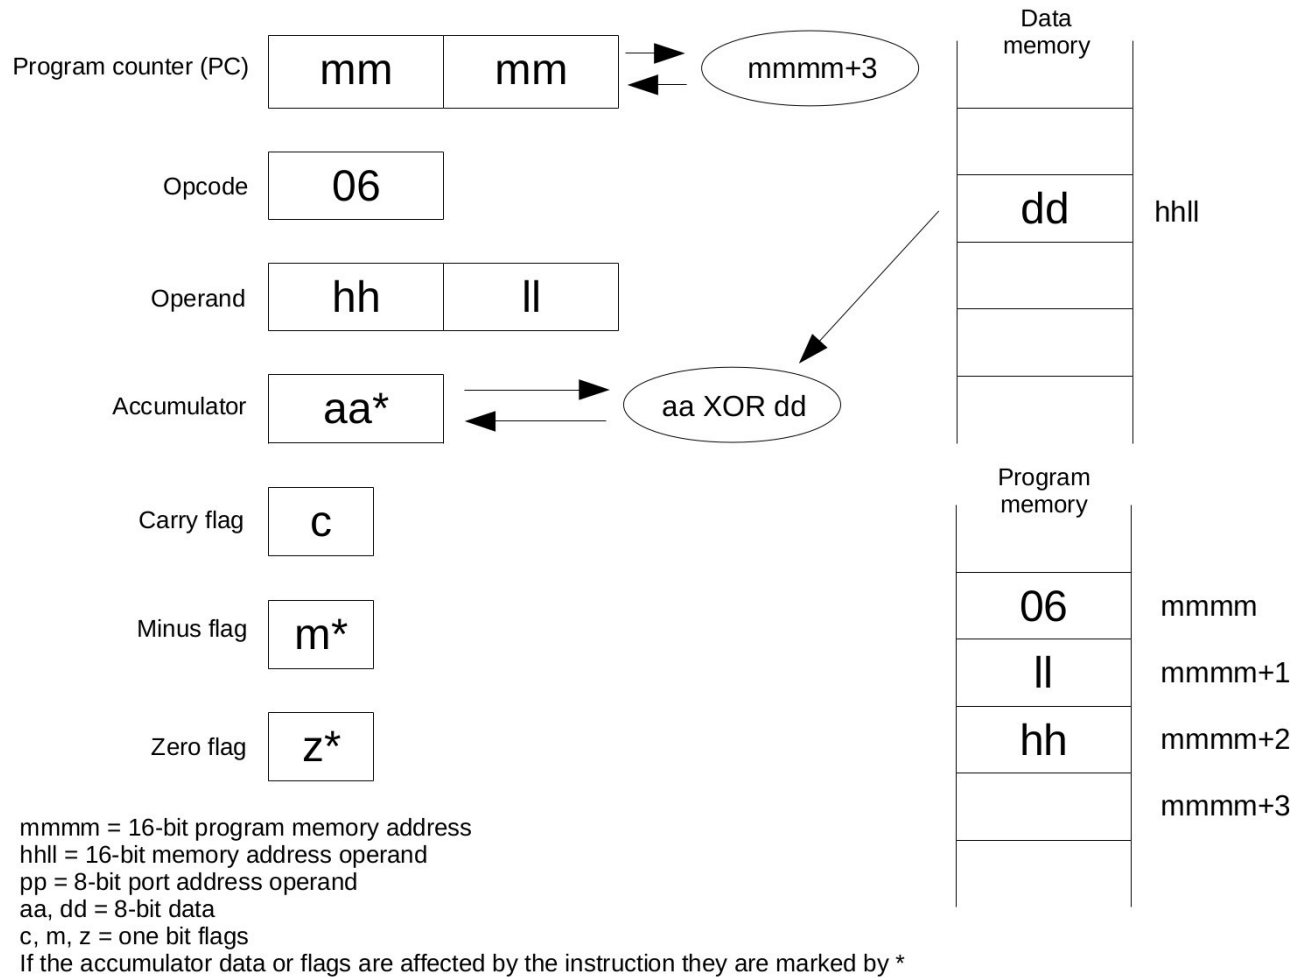 Data
memory
Program counter (PC) mm mm mmmm+3
Opcode 06
dd hhll
Operand hh ll
Accumulator aa* aa XOR dd
Carry flag c
Minus flag m*
Zero flag z*
Program
memory
06 mmmm
ll mmmm+1
hh mmmm+2
mmmm+3
mmmm = 16-bit program memory address
hhll = 16-bit memory address operand
pp = 8-bit port address operand
aa, dd = 8-bit data
c, m, z = one bit flags
If the accumulator data or flags are affected by the instruction they are marked by *